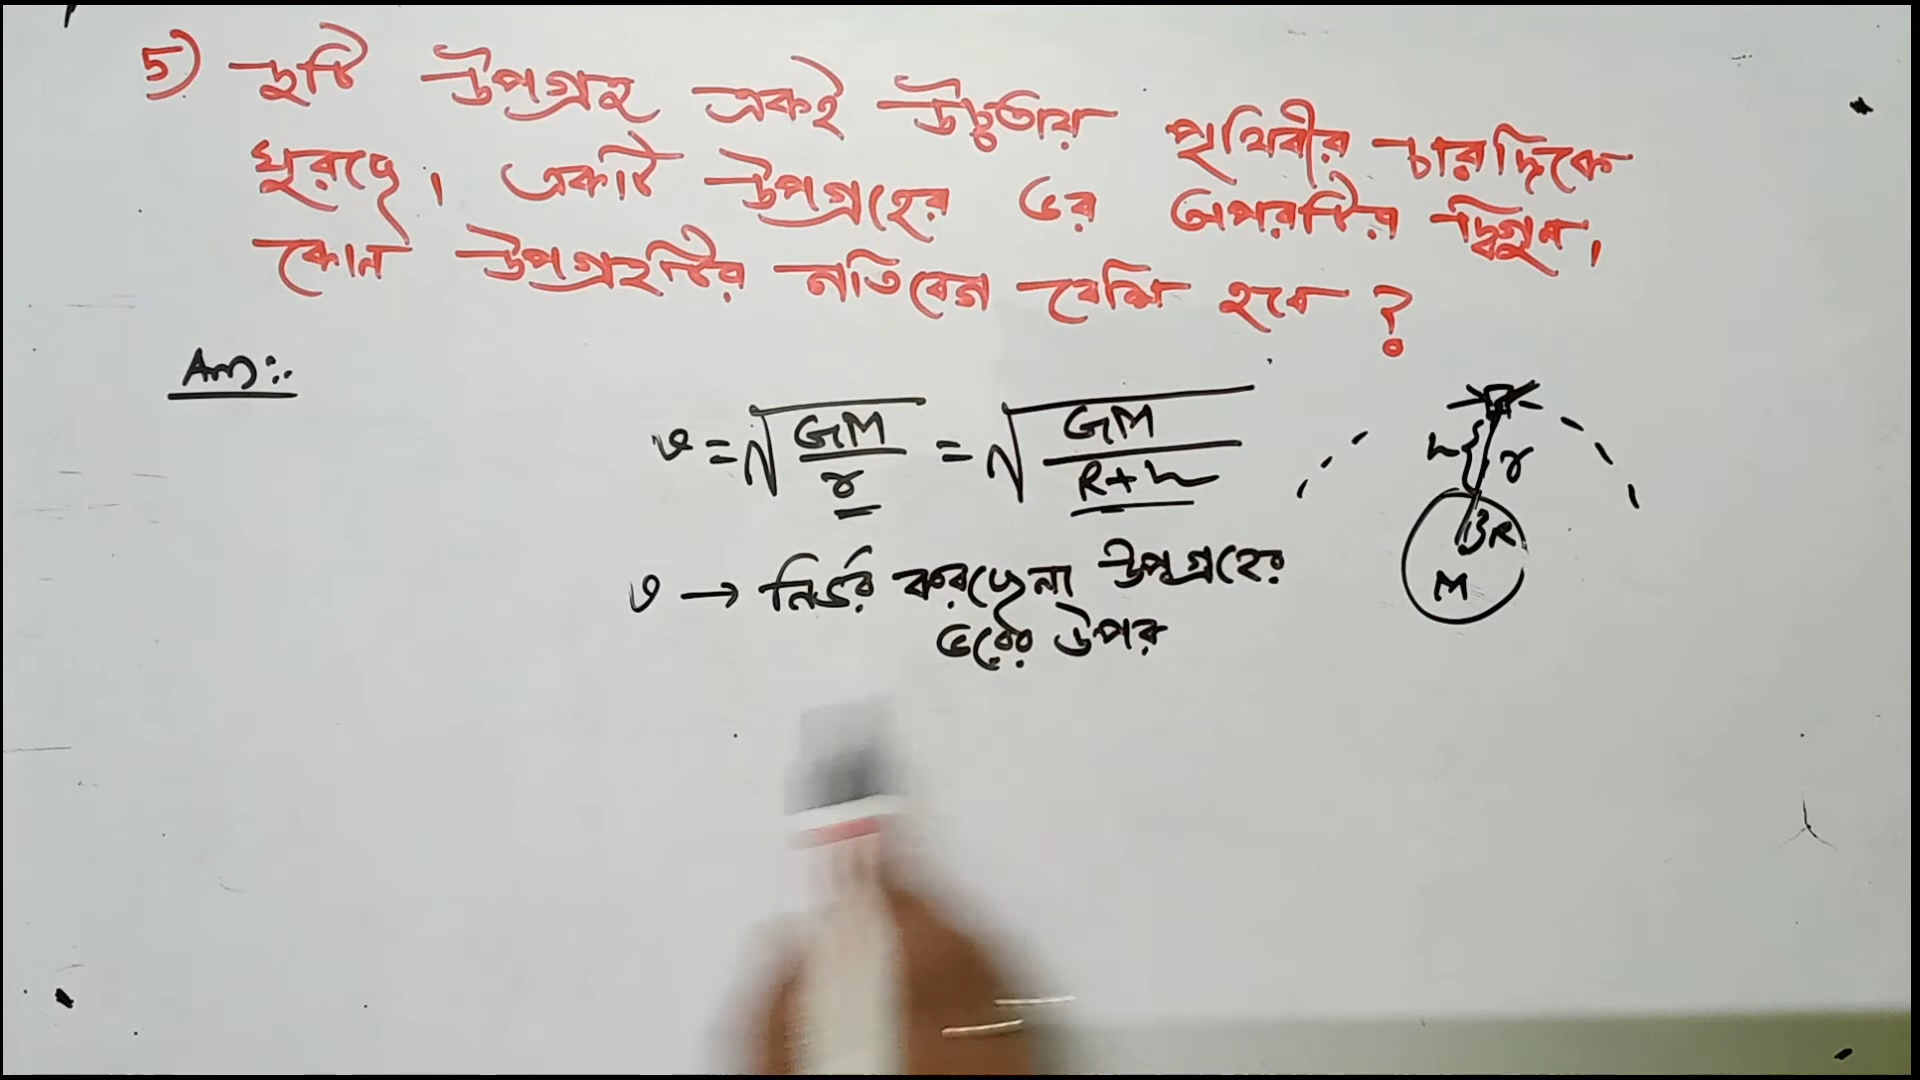 5) দুটি উপগ্রহ একই উচ্চতায় পৃথিবীর চারদিকে
ঘুরছে। একটি উপগ্রহের ভর অপরটির দ্বিগুন।
কোন উপগ্রহটির গতিবেগ বেশি হবে ?
Ans:-
v = √(GM/r) = √(GM/(R+h))
h
r
R
M
v → নির্ভর করছেনা উপগ্রহের
ভরের উপর